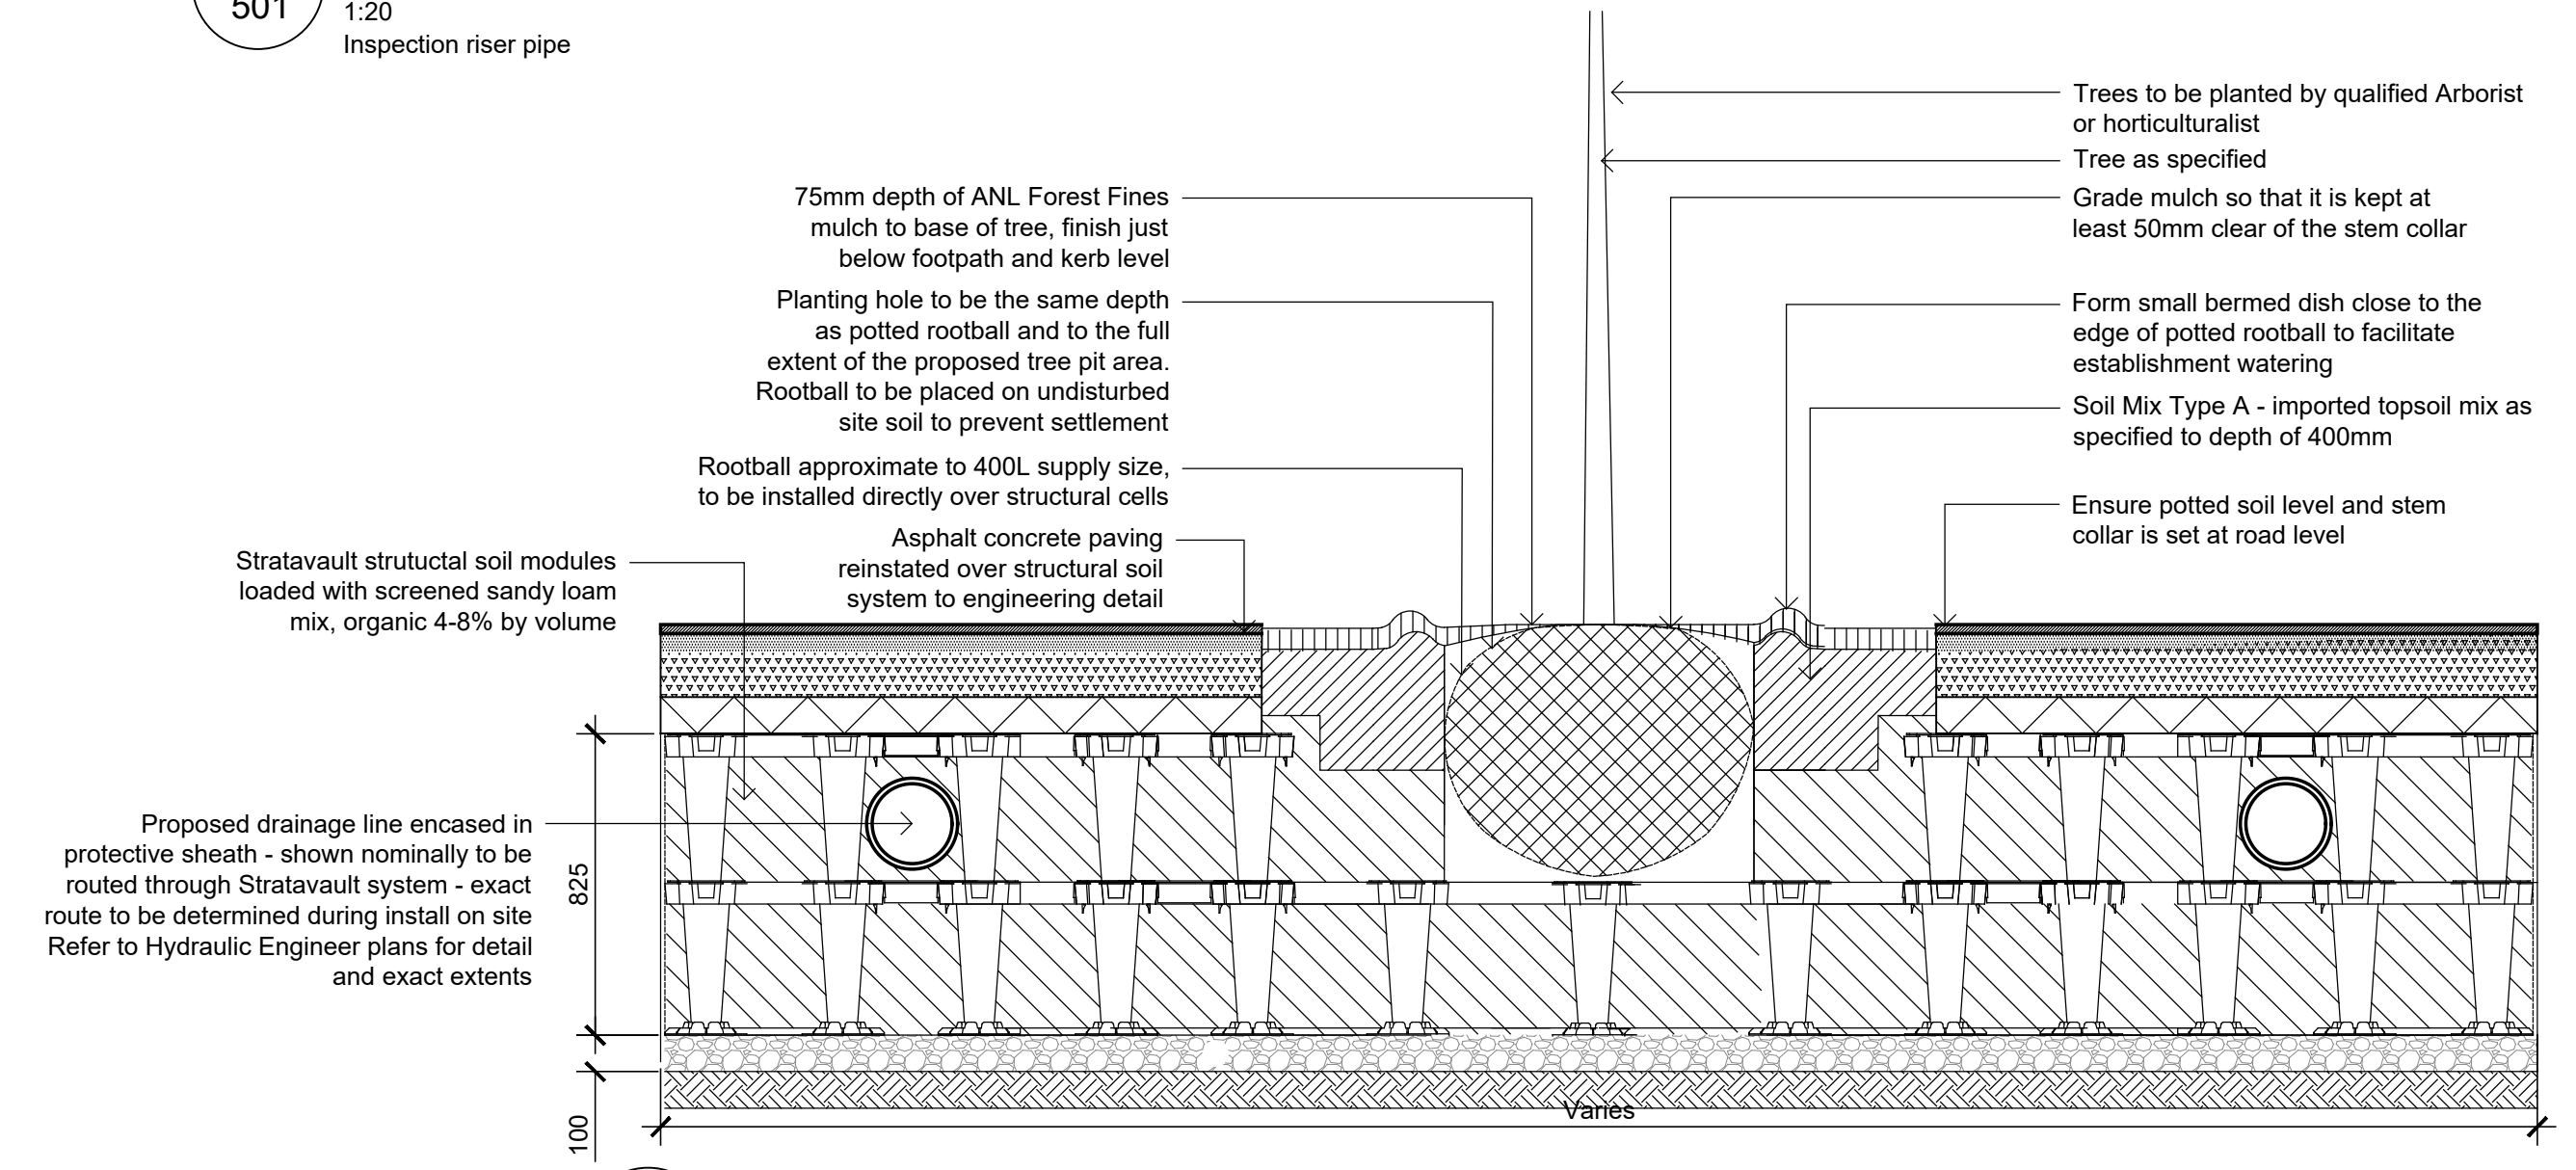 501
1:20
Inspection riser pipe
Trees to be planted by qualified Arborist
or horticulturalist
Tree as specified
Grade mulch so that it is kept at
least 50mm clear of the stem collar
Form small bermed dish close to the
edge of potted rootball to facilitate
establishment watering
Soil Mix Type A - imported topsoil mix as
specified to depth of 400mm
Ensure potted soil level and stem
collar is set at road level
75mm depth of ANL Forest Fines
mulch to base of tree, finish just
below footpath and kerb level
Planting hole to be the same depth
as potted rootball and to the full
extent of the proposed tree pit area.
Rootball to be placed on undisturbed
site soil to prevent settlement
Rootball approximate to 400L supply size,
to be installed directly over structural cells
Asphalt concrete paving
reinstated over structural soil
system to engineering detail
Stratavault strutuctal soil modules
loaded with screened sandy loam
mix, organic 4-8% by volume
Proposed drainage line encased in
protective sheath - shown nominally to be
routed through Stratavault system - exact
route to be determined during install on site
Refer to Hydraulic Engineer plans for detail
and exact extents
825
100
Varies